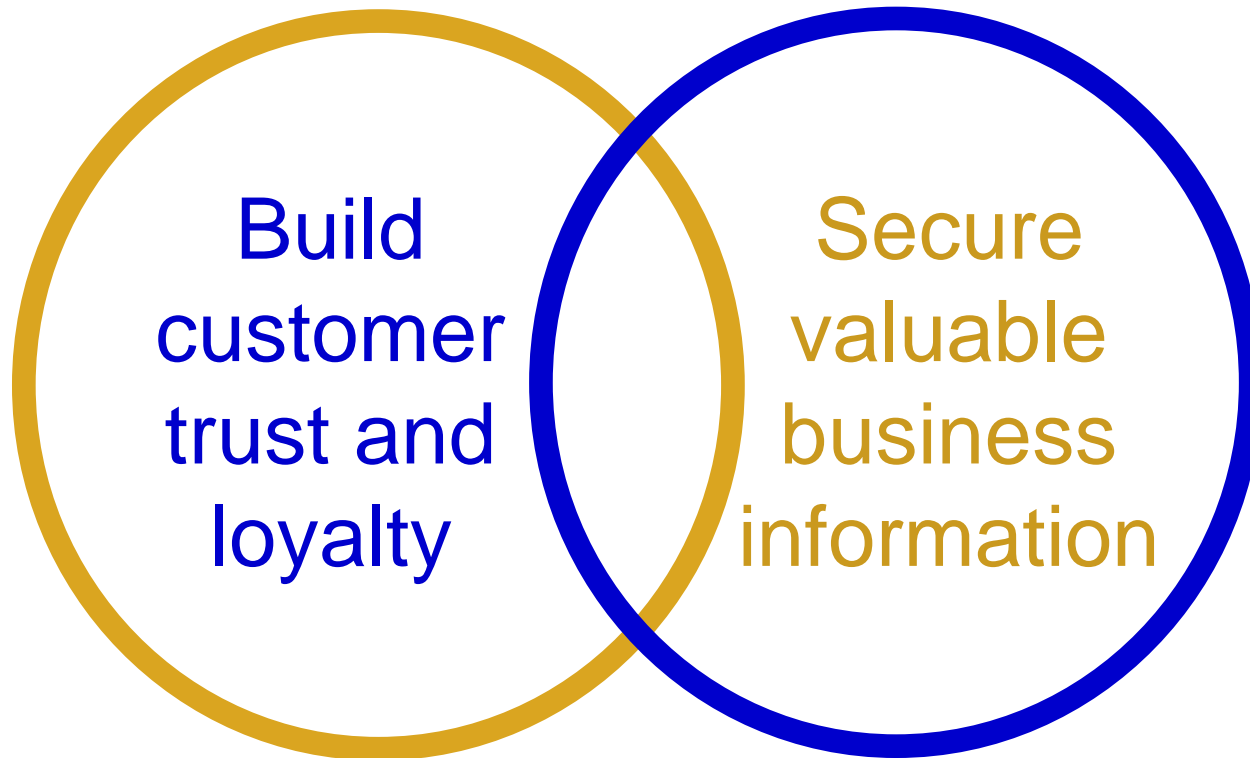 Build
customer
trust and
loyalty
Secure
valuable
business
information